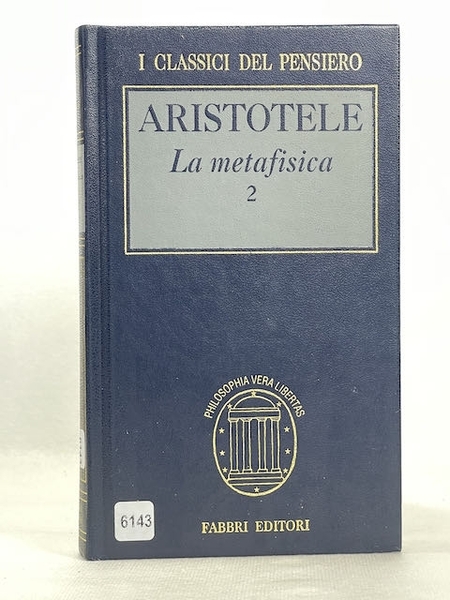 I CLASSICI DEL PENSIERO
ARISTOTELE
La metafisica
2
PHILOSOPHIA VERA LIBERTAS
6143
FABBRI EDITORI